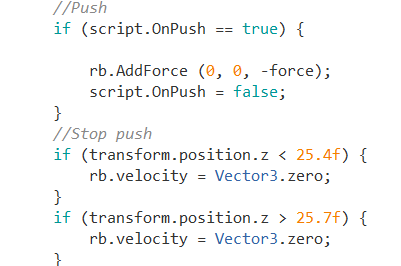 //Push
if (script.OnPush == true) {
rb.AddForce (0, 0, -force);
script.OnPush = false;
}
//Stop push
if (transform.position.z < 25.4f) {
rb.velocity = Vector3.zero;
}
if (transform.position.z > 25.7f) {
rb.velocity = Vector3.zero;
}